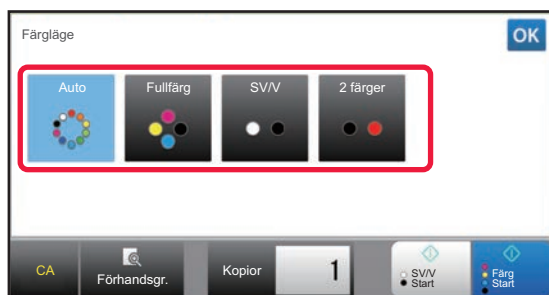 Färgläge
OK
Auto
Fullfärg
SV/V
2 färger
CA
Förhandsgr.
Kopior
1
SV/V
Start
Färg
Start